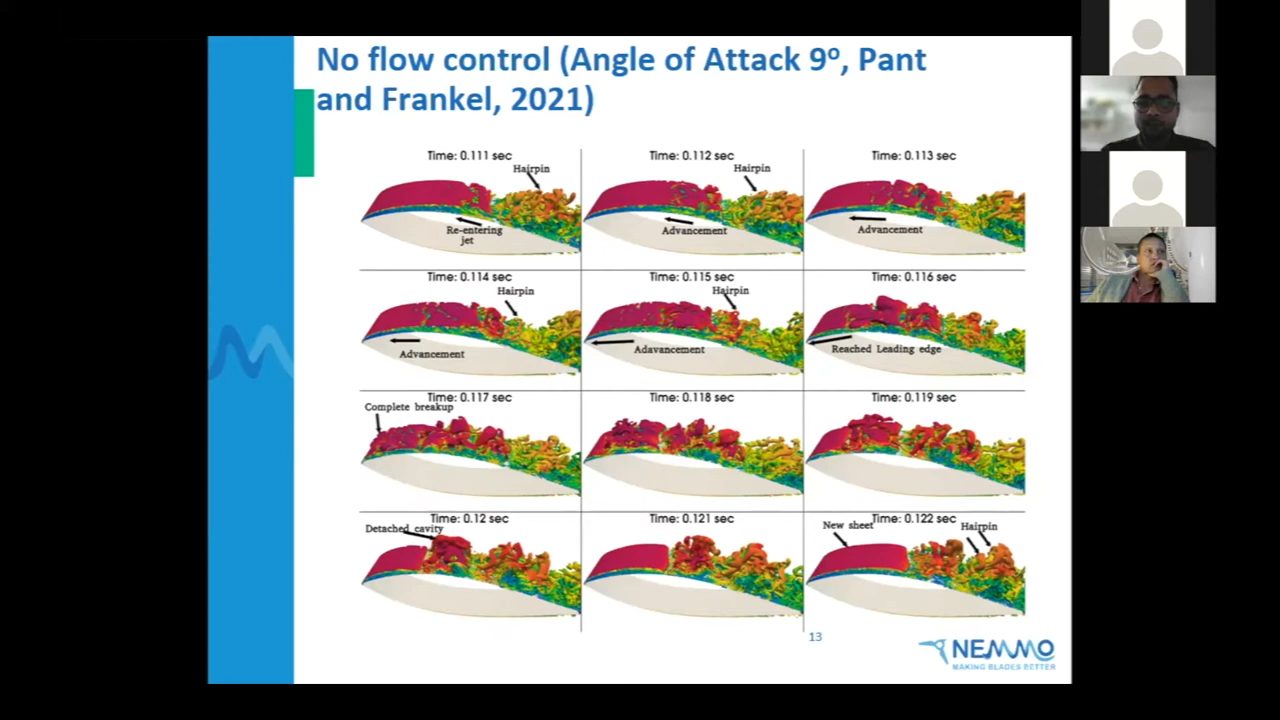 No flow control (Angle of Attack 9º, Pant
and Frankel, 2021)
Time: 0.111 sec
Time: 0.112 sec
Time: 0.113 sec
Hairpin
Hairpin
Re-entering
jet
Advancement
Advancement
Time: 0.114 sec
Time: 0.115 sec
Time: 0.116 sec
Hairpin
Hairpin
Advancement
Adavancement
Reached Leading edge
Time: 0.117 sec
Time: 0.118 sec
Time: 0.119 sec
Complete breakup
Time: 0.12 sec
Time: 0.121 sec
Time: 0.122 sec
Detached cavity
New sheet
Hairpin
13
NEMMO
MAKING BLADES BETTER